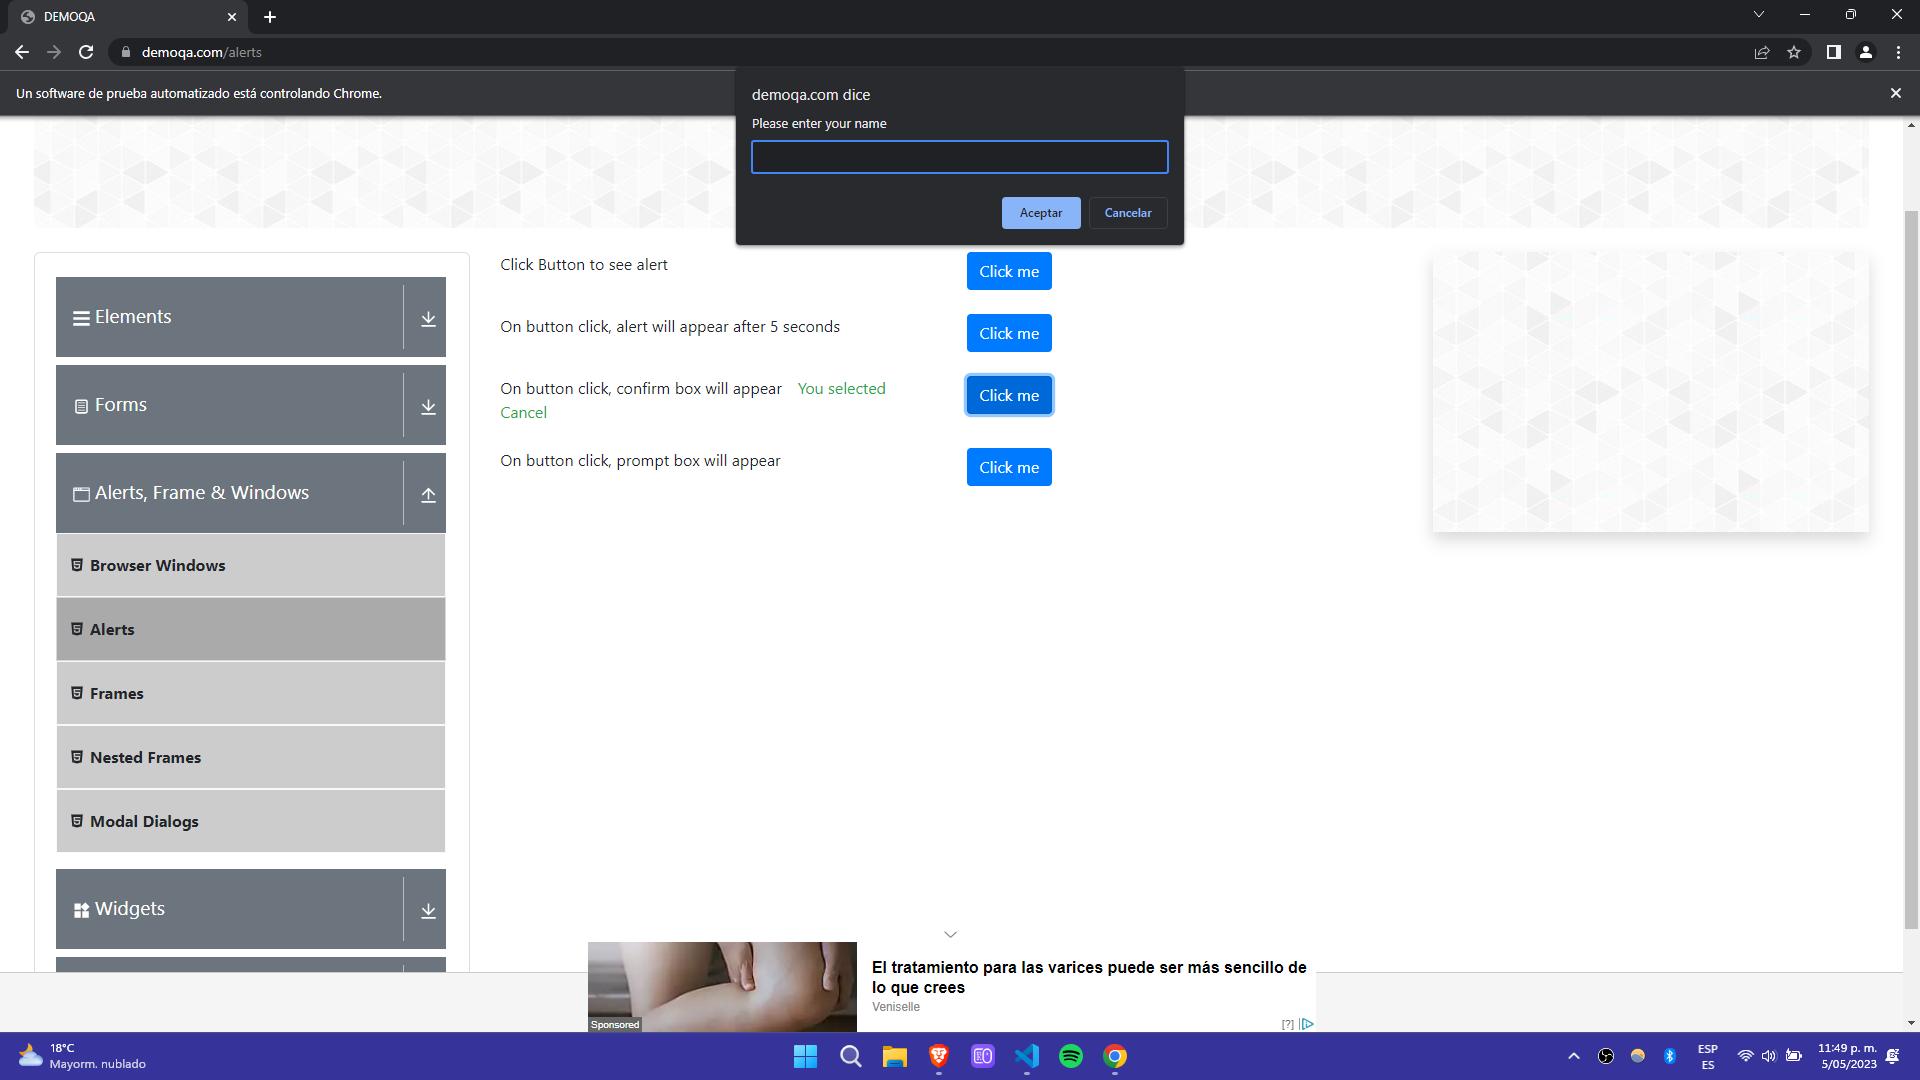 DEMOQA
demoqa.com/alerts
Un software de prueba automatizado está controlando Chrome.
demoqa.com dice
Please enter your name
Aceptar
Cancelar
Click Button to see alert
Click me
On button click, alert will appear after 5 seconds
Click me
On button click, confirm box will appear You selected
Cancel
Click me
On button click, prompt box will appear
Click me
Elements
Forms
Alerts, Frame & Windows
Browser Windows
Alerts
Frames
Nested Frames
Modal Dialogs
Widgets
Sponsored
El tratamiento para las varices puede ser más sencillo de
lo que crees
Veniselle
[?]
18°C
Mayorm. nublado
ESP
ES
11:49 p. m.
5/05/2023